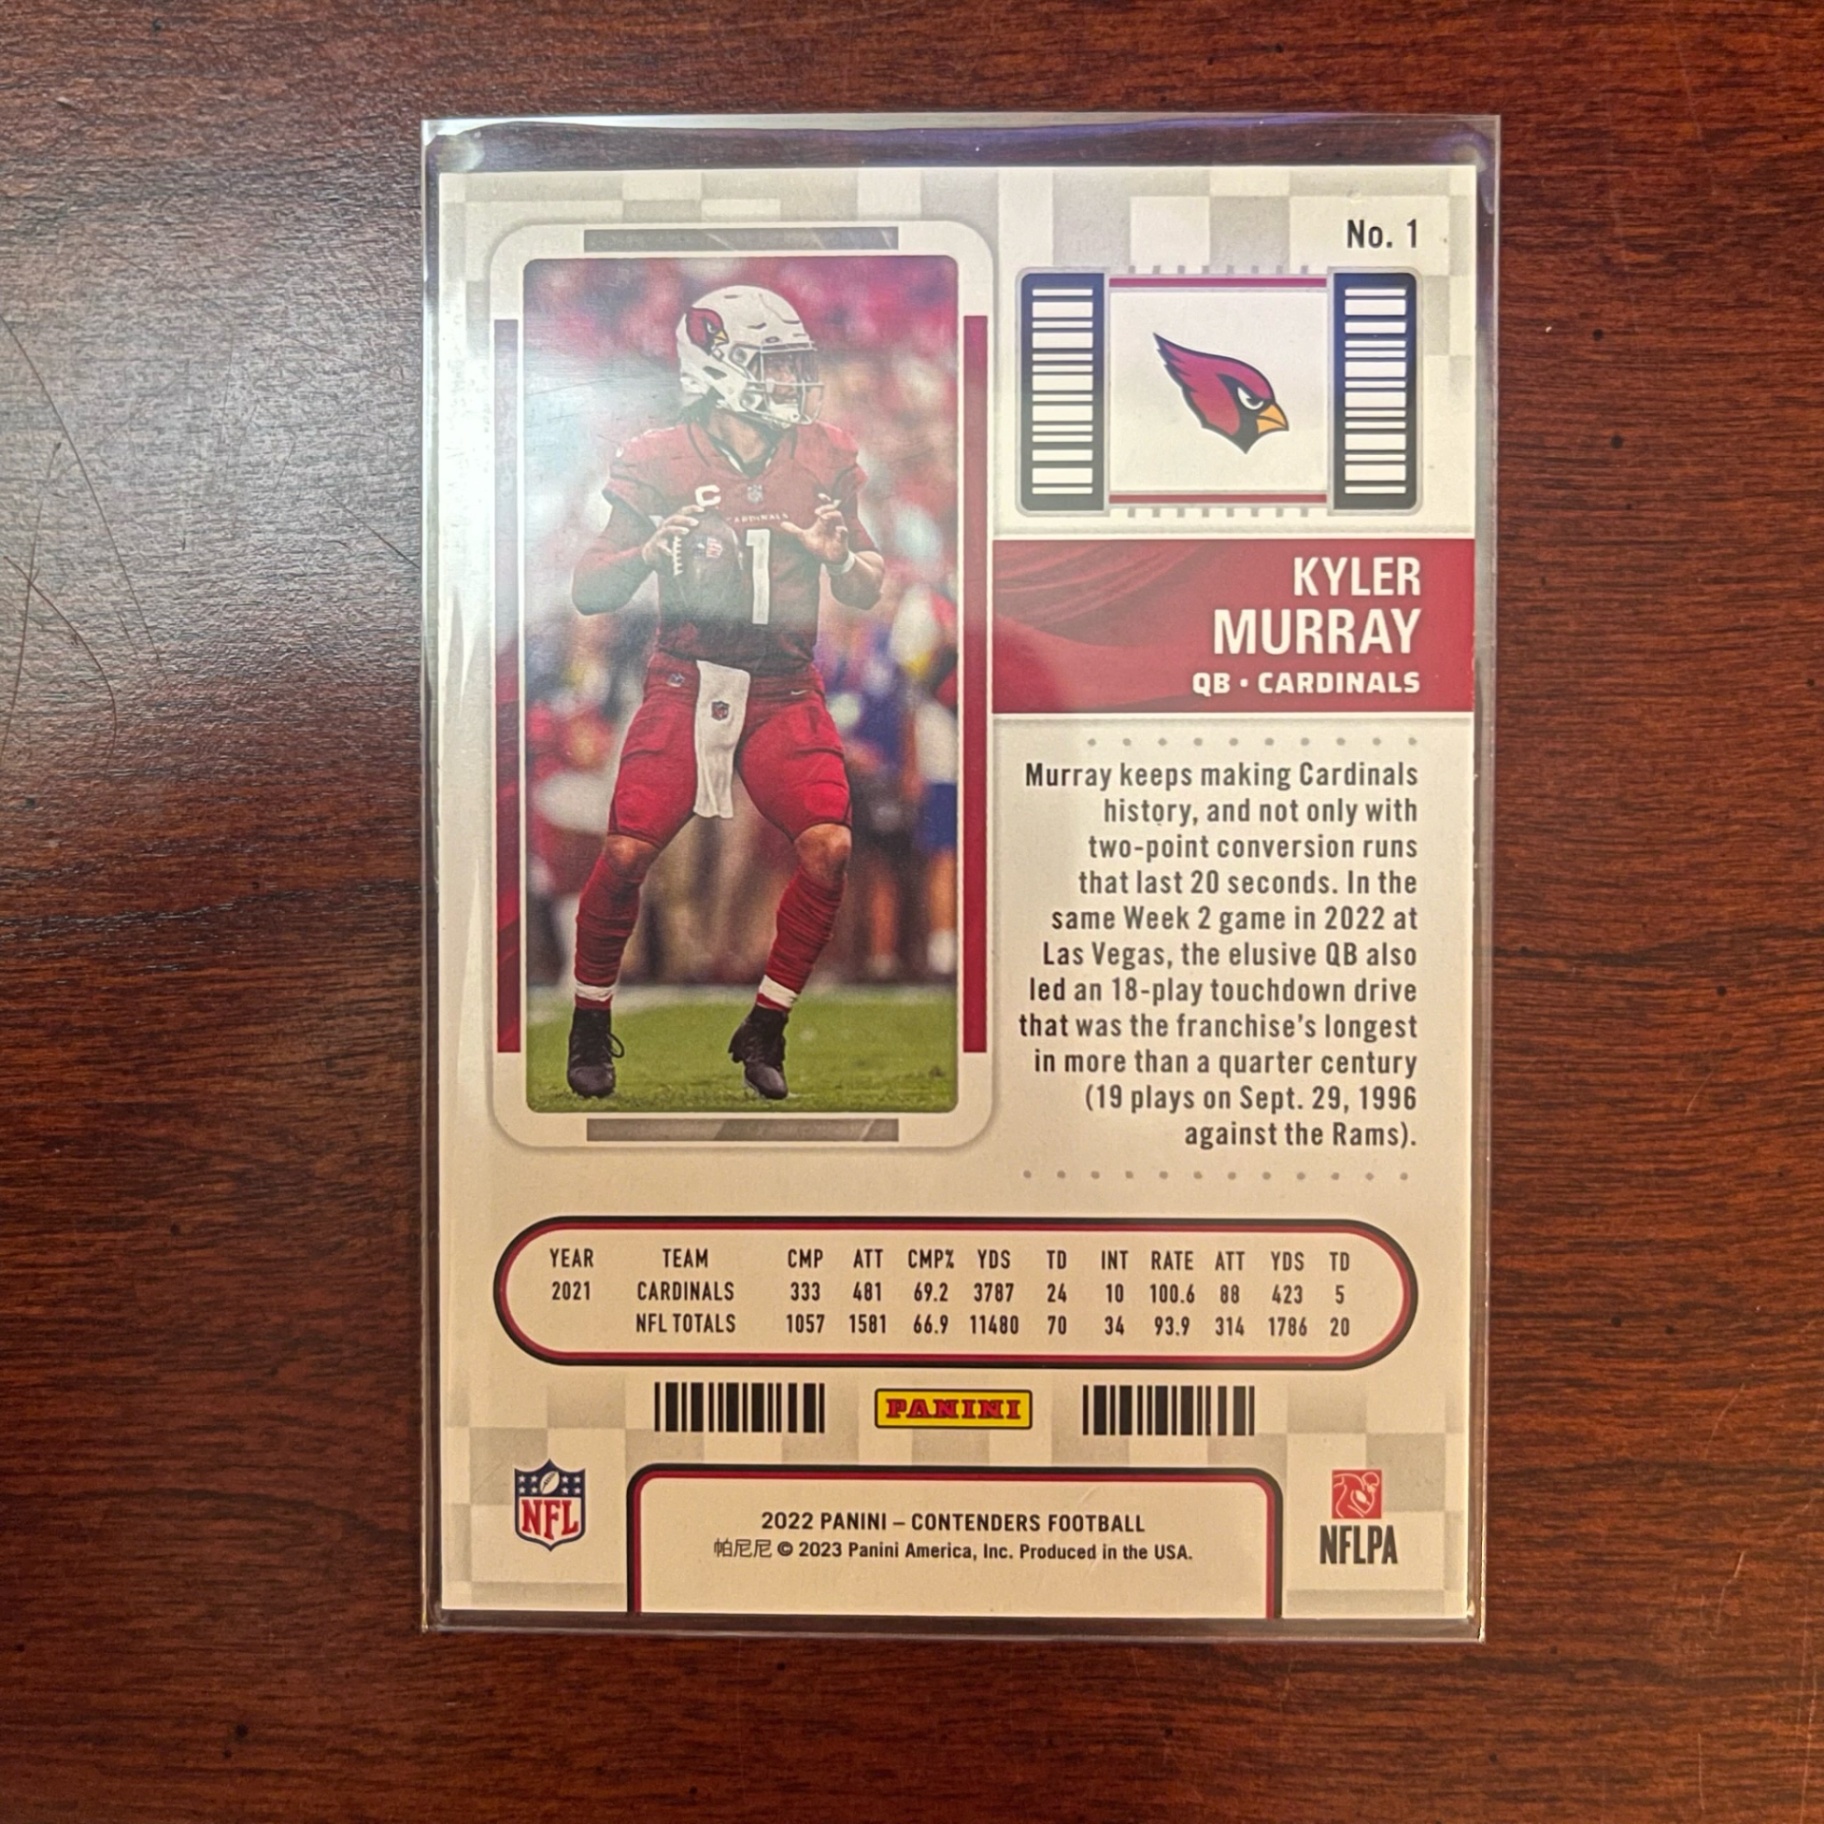 No. 1
C
CARDINALS
1
KYLER
MURRAY
QB • CARDINALS
Murray keeps making Cardinals
history, and not only with
two-point conversion runs
that last 20 seconds. In the
same Week 2 game in 2022 at
Las Vegas, the elusive QB also
led an 18-play touchdown drive
that was the franchise's longest
in more than a quarter century
(19 plays on Sept. 29, 1996
against the Rams).
YEAR TEAM CMP ATT CMP% YDS TD INT RATE ATT YDS TD
2021 CARDINALS 333 481 69.2 3787 24 10 100.6 88 423 5
NFL TOTALS 1057 1581 66.9 11480 70 34 93.9 314 1786 20
PANINI
NFL
2022 PANINI – CONTENDERS FOOTBALL
帕尼尼 © 2023 Panini America, Inc. Produced in the USA.
NFLPA